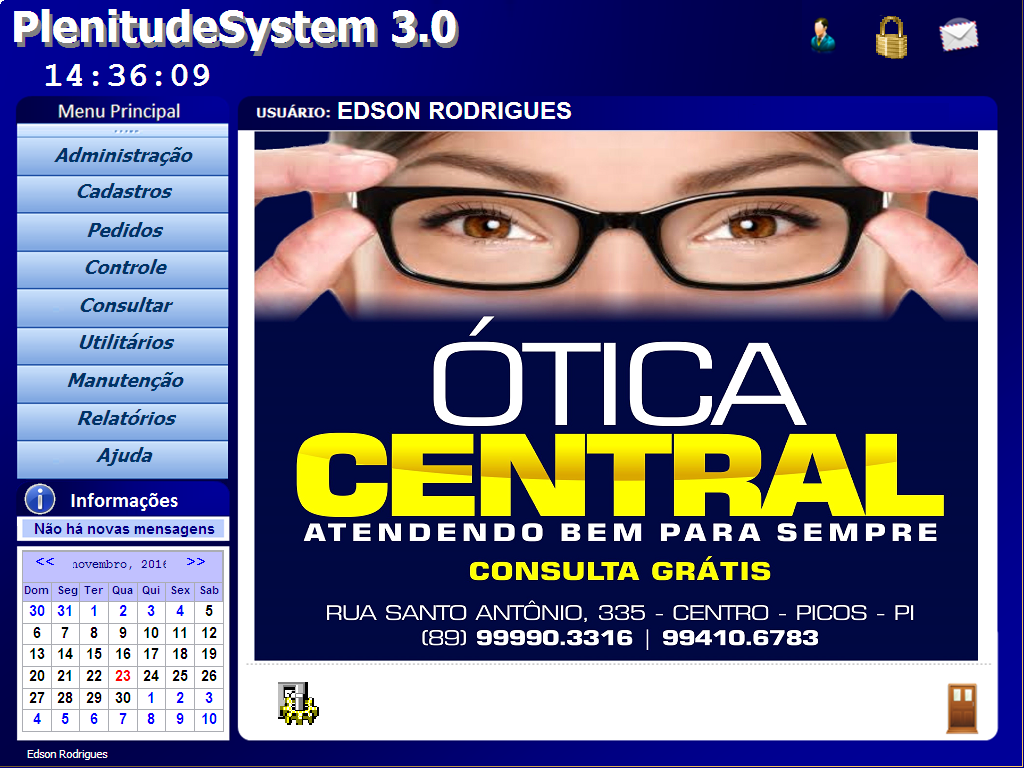 PlenitudeSystem 3.0
14:36:09
Menu Principal
Administração
Cadastros
Pedidos
Controle
Consultar
Utilitários
Manutenção
Relatórios
Ajuda
Informações
Não há novas mensagens
<< novembro, 2016 >>
Dom Seg Ter Qua Qui Sex Sab
30 31 1 2 3 4 5
6 7 8 9 10 11 12
13 14 15 16 17 18 19
20 21 22 23 24 25 26
27 28 29 30 1 2 3
4 5 6 7 8 9 10
Edson Rodrigues
USUÁRIO: EDSON RODRIGUES
ÓTICA
CENTRAL
ATENDENDO BEM PARA SEMPRE
CONSULTA GRÁTIS
RUA SANTO ANTÔNIO, 335 - CENTRO - PICOS - PI
(89) 99990.3316 | 99410.6783